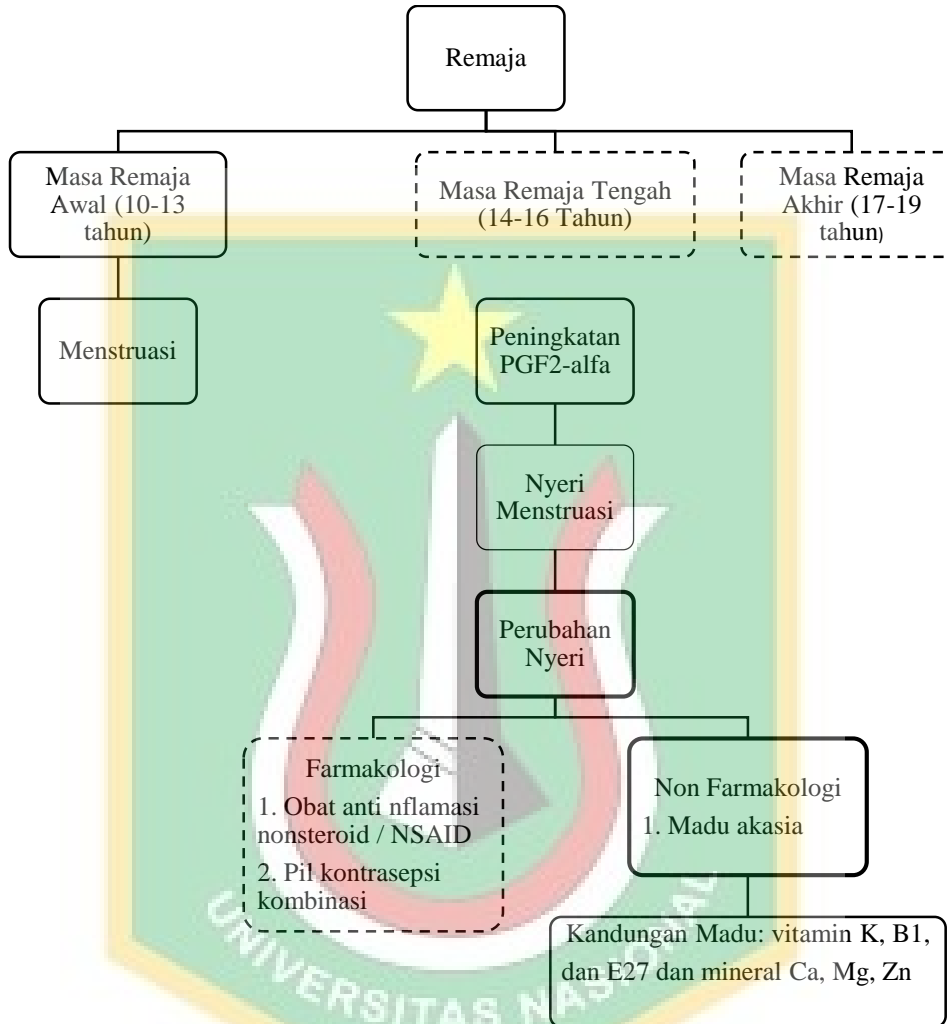 Remaja
Masa Remaja
Awal (10-13
tahun)
Masa Remaja Tengah
(14-16 Tahun)
Masa Remaja
Akhir (17-19
tahun)
Menstruasi
Peningkatan
PGF2-alfa
Nyeri
Menstruasi
Perubahan
Nyeri
Farmakologi
1. Obat anti nflamasi
nonsteroid / NSAID
2. Pil kontrasepsi
kombinasi
Non Farmakologi
1. Madu akasia
Kandungan Madu: vitamin K, B1,
dan E27 dan mineral Ca, Mg, Zn
UNIVERSITAS NASIONAL